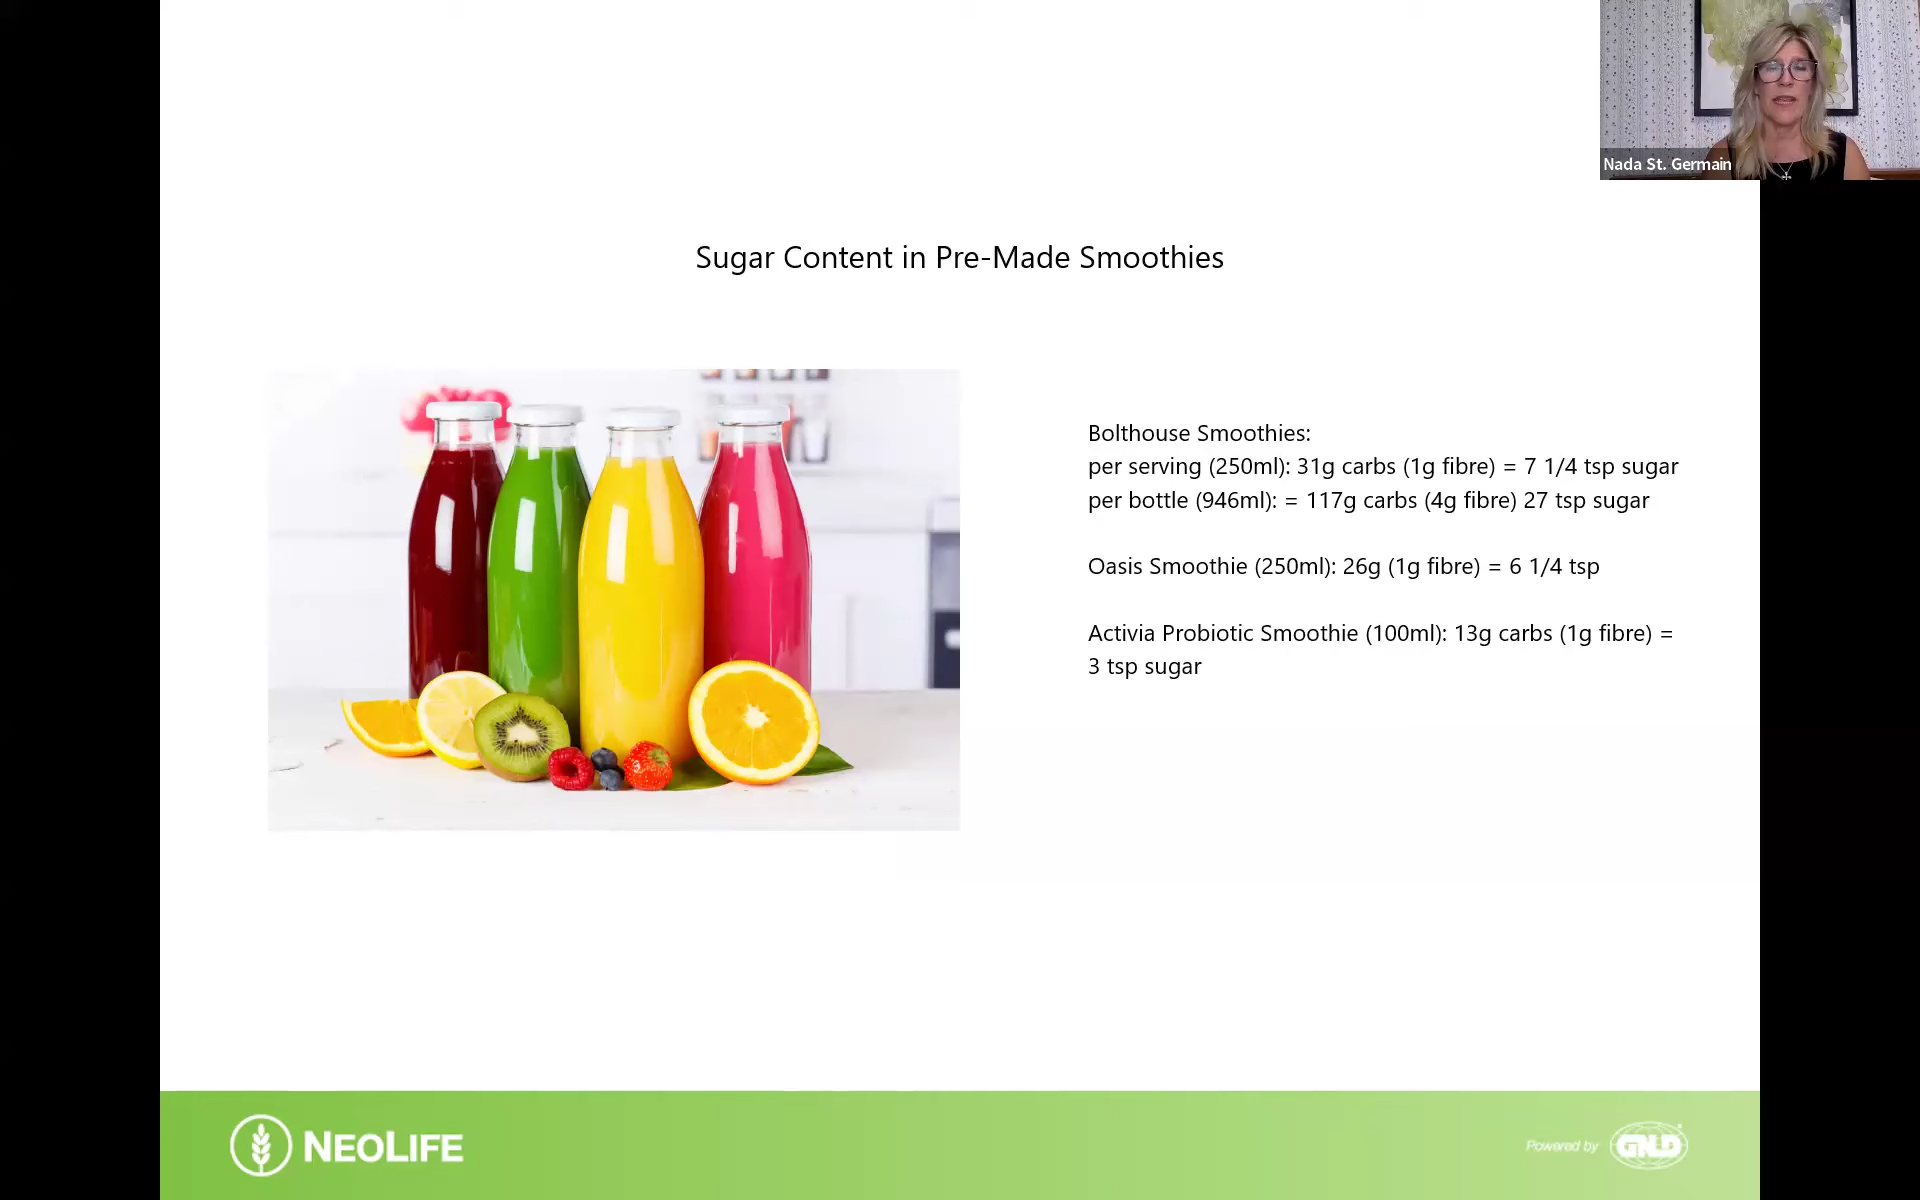 Nada St. Germain
Sugar Content in Pre-Made Smoothies
Bolthouse Smoothies:
per serving (250ml): 31g carbs (1g fibre) = 7 1/4 tsp sugar
per bottle (946ml): = 117g carbs (4g fibre) 27 tsp sugar
Oasis Smoothie (250ml): 26g (1g fibre) = 6 1/4 tsp
Activia Probiotic Smoothie (100ml): 13g carbs (1g fibre) =
3 tsp sugar
NEOLIFE
Powered by GNLD